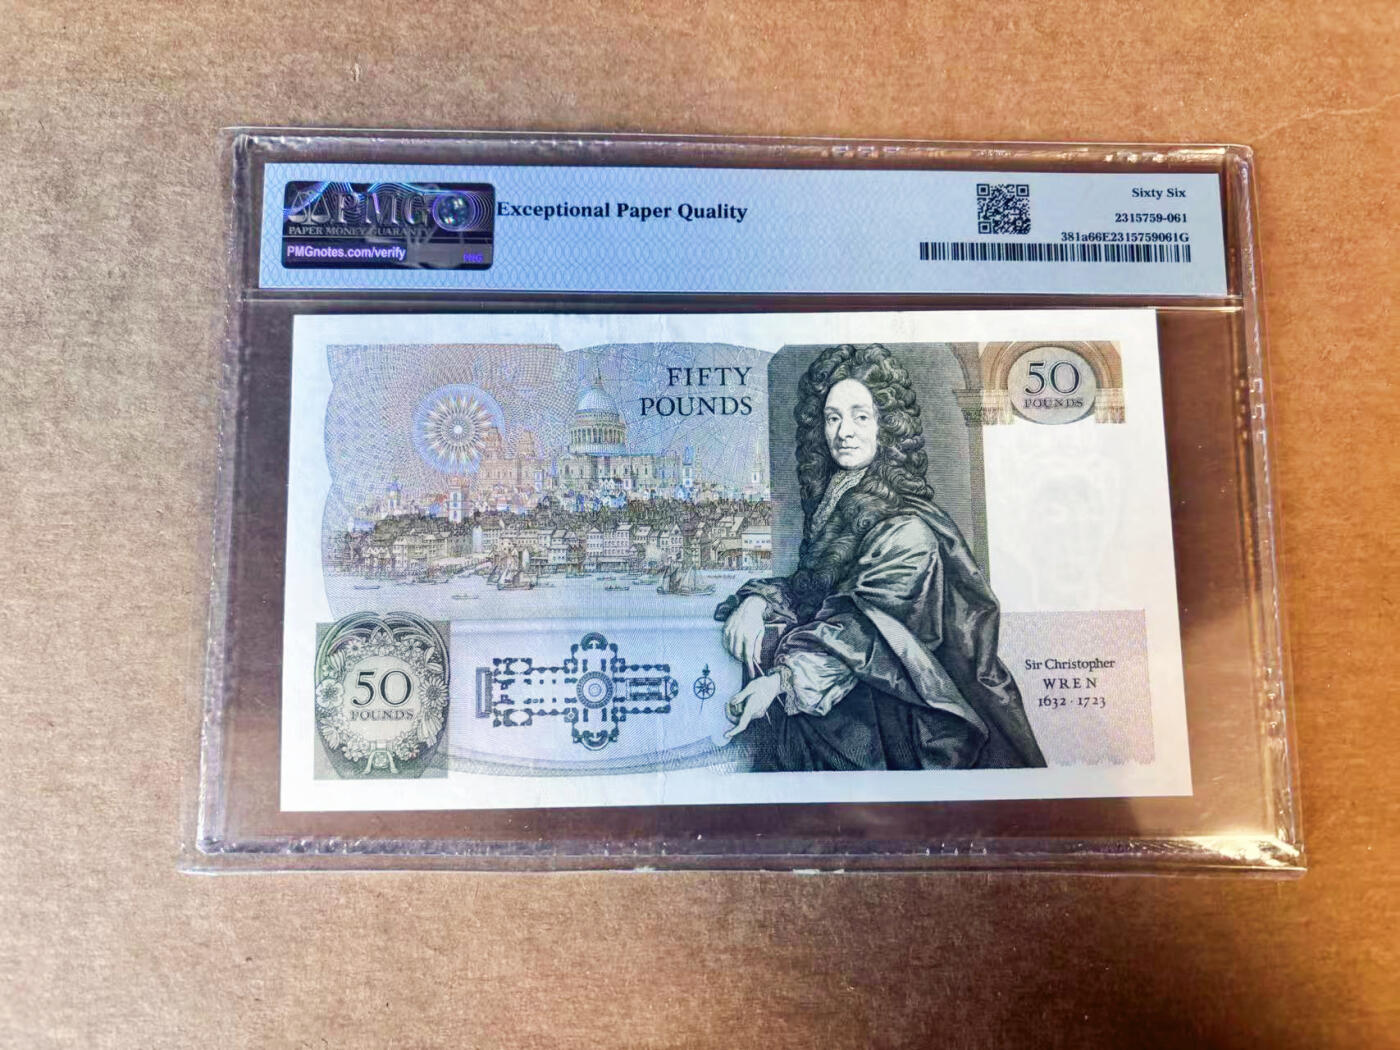 PMG
PAPER MONEY GUARANTY
PMGnotes.com/verify
PMG
Exceptional Paper Quality
Sixty Six
2315759-061
381a66E2315759061G
FIFTY
POUNDS
50
POUNDS
50
POUNDS
Sir Christopher
WREN
1632 · 1723